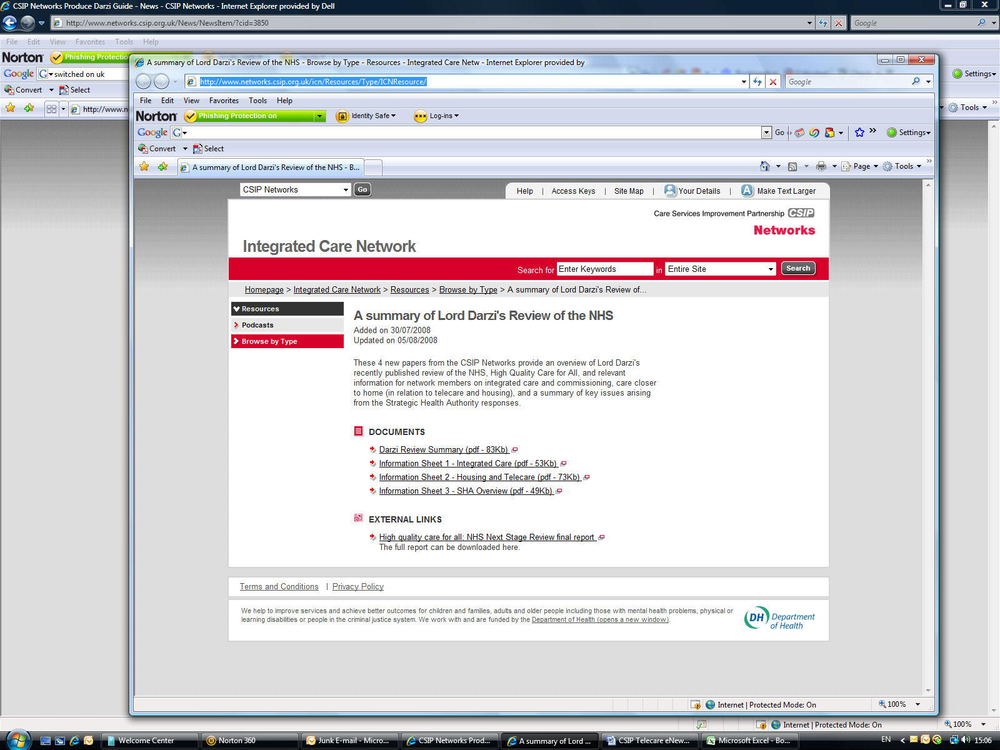 CSIP Networks Produce Darzi Guide - News - CSIP Networks - Internet Explorer provided by Dell
http://www.networks.csip.org.uk/News/NewsItem/?cid=3850
Google
File Edit View Favorites Tools Help
Norton Phishing Protectio
Google switched on uk
Settings
Convert Select
http://www.n
Tools
A summary of Lord Darzi's Review of the NHS - Browse by Type - Resources - Integrated Care Netw - Internet Explorer provided by
http://www.networks.csip.org.uk/icn/Resources/Type/ICNResource/
Google
File Edit View Favorites Tools Help
Norton Phishing Protection on Identity Safe Log-ins
Google Go Settings
Convert Select
A summary of Lord Darzi's Review of the NHS - B...
Page Tools
CSIP Networks Go
Help | Access Keys | Site Map | Your Details | Make Text Larger
Care Services Improvement Partnership CSIP
Networks
Integrated Care Network
Search for Enter Keywords in Entire Site Search
Homepage > Integrated Care Network > Resources > Browse by Type > A summary of Lord Darzi's Review of...
Resources
Podcasts
Browse by Type
A summary of Lord Darzi's Review of the NHS
Added on 30/07/2008
Updated on 05/08/2008
These 4 new papers from the CSIP Networks provide an overview of Lord Darzi's
recently published review of the NHS, High Quality Care for All, and relevant
information for network members on integrated care and commissioning, care closer
to home (in relation to telecare and housing), and a summary of key issues arising
from the Strategic Health Authority responses.
DOCUMENTS
Darzi Review Summary (pdf - 83Kb)
Information Sheet 1 - Integrated Care (pdf - 53Kb)
Information Sheet 2 - Housing and Telecare (pdf - 73Kb)
Information Sheet 3 - SHA Overview (pdf - 49Kb)
EXTERNAL LINKS
High quality care for all: NHS Next Stage Review final report
The full report can be downloaded here.
Terms and Conditions | Privacy Policy
We help to improve services and achieve better outcomes for children and families, adults and older people including those with mental health problems, physical or
learning disabilities or people in the criminal justice system. We work with and are funded by the Department of Health (opens a new window).
DH Department
of Health
Internet | Protected Mode: On 100%
Internet | Protected Mode: On 100%
Welcome Center Norton 360 Junk E-mail - Micro... CSIP Networks Prod... A summary of Lord ... CSIP Telecare eNew... Microsoft Excel - Bo... EN 15:06